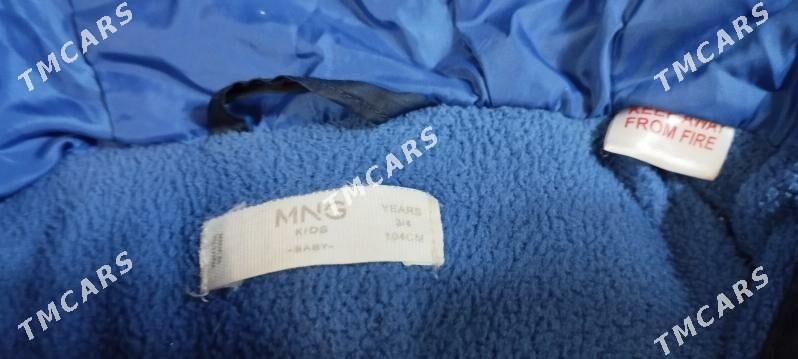 TMCARS
TMCARS
TMCARS
KEEP AWAY
FROM FIRE
TMCARS
MNG
KIDS
-BABY-
YEARS
3/4
104CM
TMCARS
TMCARS